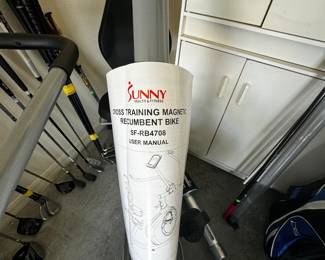 SUNNY
HEALTH & FITNESS
CROSS TRAINING MAGNETIC
RECUMBENT BIKE
SF-RB4708
USER MANUAL